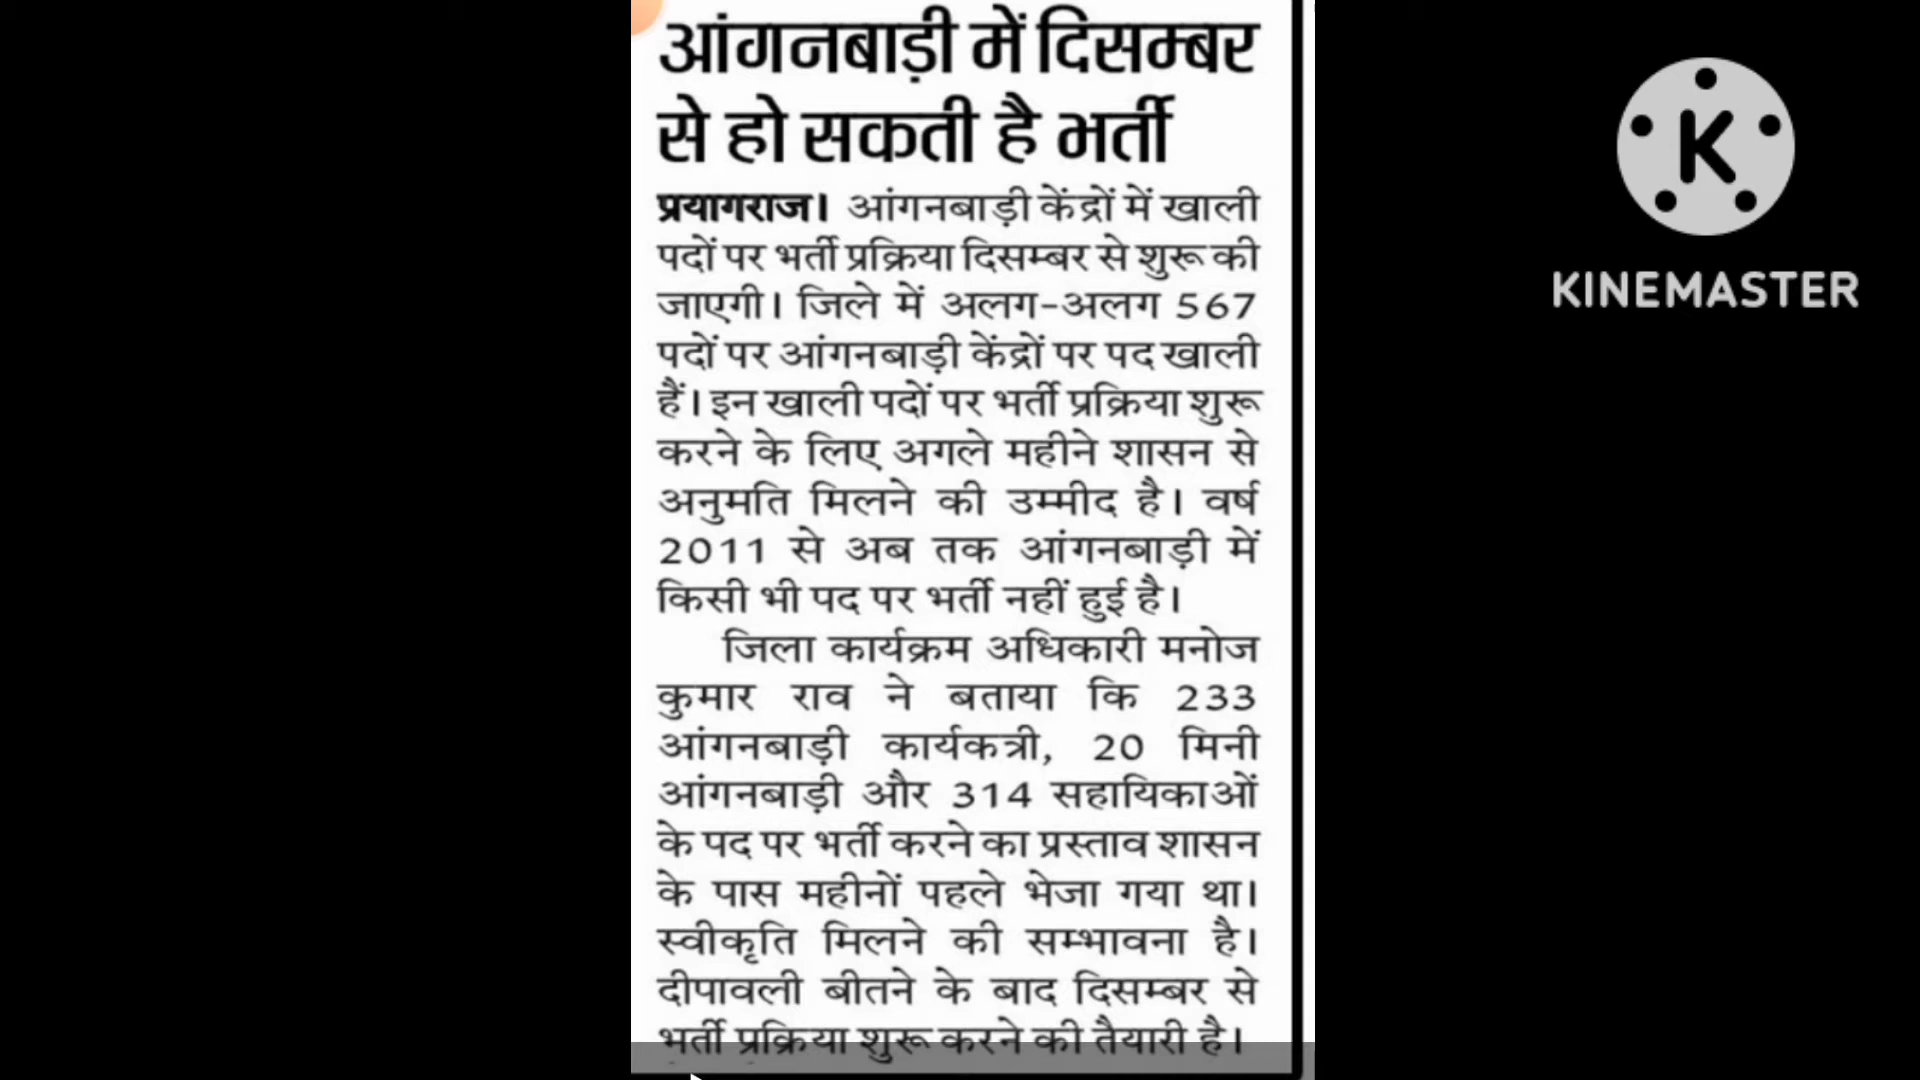 आंगनबाड़ी में दिसम्बर
से हो सकती है भर्ती
प्रयागराज। आंगनबाड़ी केंद्रों में खाली
पदों पर भर्ती प्रक्रिया दिसम्बर से शुरू की
जाएगी। जिले में अलग-अलग 567
पदों पर आंगनबाड़ी केंद्रों पर पद खाली
हैं। इन खाली पदों पर भर्ती प्रक्रिया शुरू
करने के लिए अगले महीने शासन से
अनुमति मिलने की उम्मीद है। वर्ष
2011 से अब तक आंगनबाड़ी में
किसी भी पद पर भर्ती नहीं हुई है।
जिला कार्यक्रम अधिकारी मनोज
कुमार राव ने बताया कि 233
आंगनबाड़ी कार्यकत्री, 20 मिनी
आंगनबाड़ी और 314 सहायिकाओं
के पद पर भर्ती करने का प्रस्ताव शासन
के पास महीनों पहले भेजा गया था।
स्वीकृति मिलने की सम्भावना है।
दीपावली बीतने के बाद दिसम्बर से
भर्ती प्रक्रिया शुरू करने की तैयारी है।
K
KINEMASTER